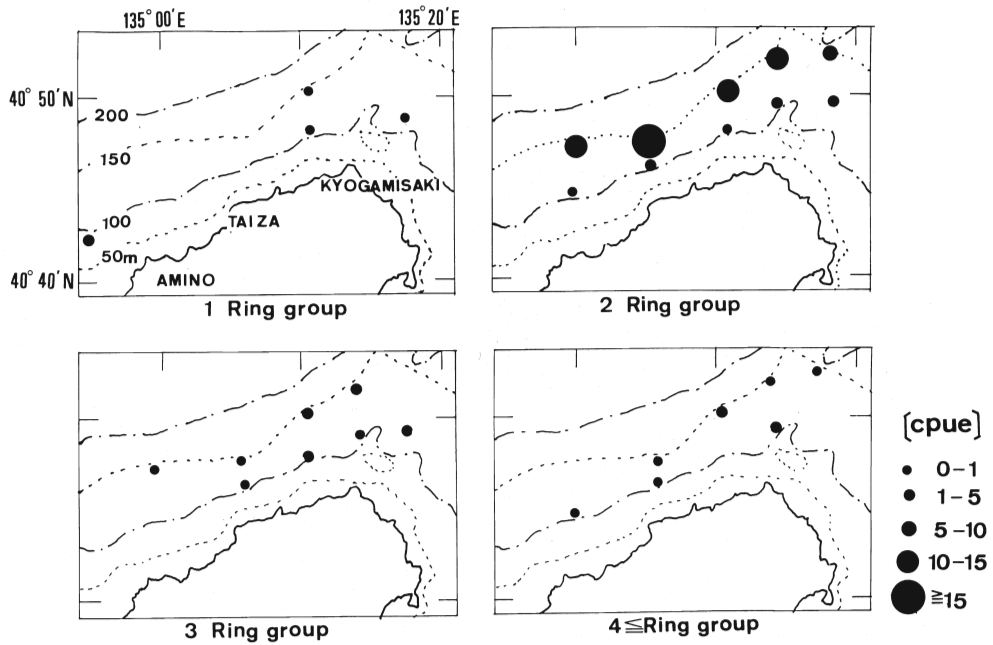 135° 00′E 135° 20′E
40° 50′N
200
150
100
50m
KYOGAMISAKI
TAIZA
AMINO
40° 40′N
1 Ring group
2 Ring group
3 Ring group
4≦Ring group
[cpue]
0-1
1-5
5-10
10-15
≧15